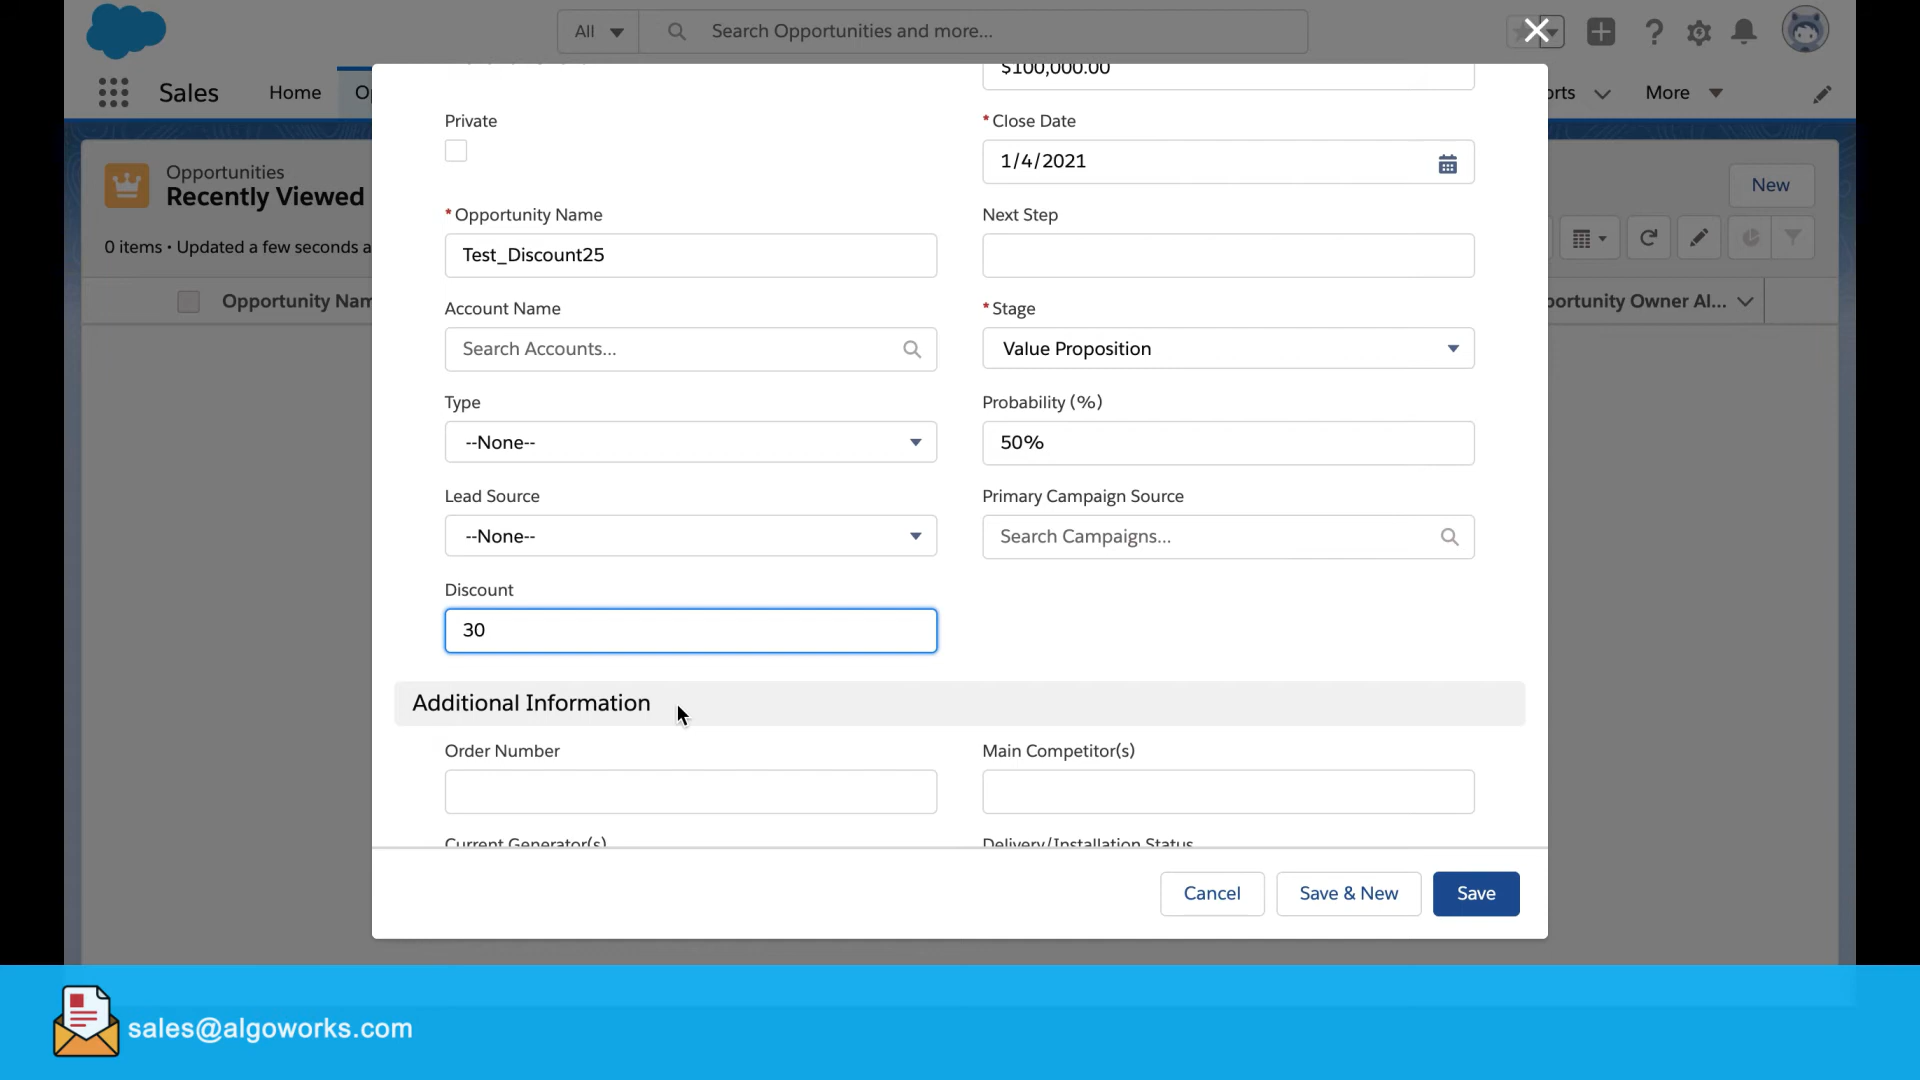 All
Search Opportunities and more...
Sales
Home
More
Opportunities
Recently Viewed
0 items • Updated a few seconds a
New
Opportunity Nam
portunity Owner Al...
$100,000.00
Private
* Close Date
1/4/2021
* Opportunity Name
Test_Discount25
Next Step
Account Name
Search Accounts...
* Stage
Value Proposition
Type
--None--
Probability (%)
50%
Lead Source
--None--
Primary Campaign Source
Search Campaigns...
Discount
30
Additional Information
Order Number
Main Competitor(s)
Current Generator(s)
Delivery/Installation Status
Cancel
Save & New
Save
sales@algoworks.com